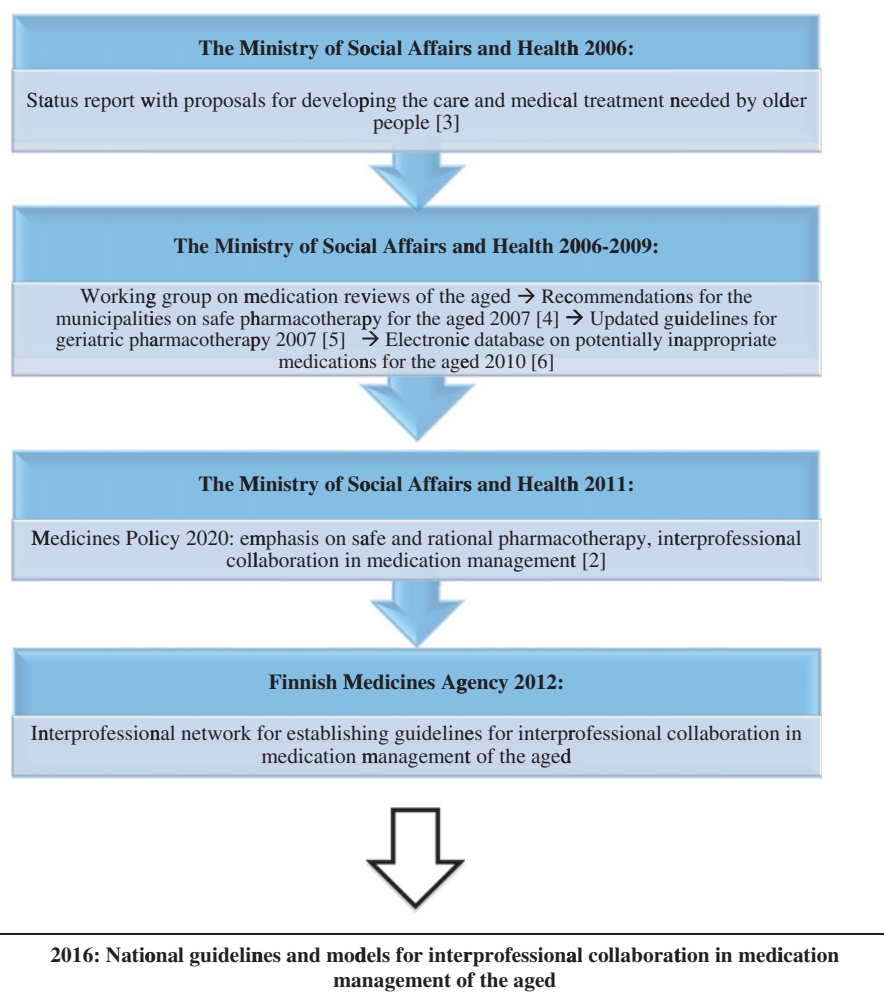 The Ministry of Social Affairs and Health 2006:
Status report with proposals for developing the care and medical treatment needed by older
people [3]
The Ministry of Social Affairs and Health 2006-2009:
Working group on medication reviews of the aged → Recommendations for the
municipalities on safe pharmacotherapy for the aged 2007 [4] → Updated guidelines for
geriatric pharmacotherapy 2007 [5] → Electronic database on potentially inappropriate
medications for the aged 2010 [6]
The Ministry of Social Affairs and Health 2011:
Medicines Policy 2020: emphasis on safe and rational pharmacotherapy, interprofessional
collaboration in medication management [2]
Finnish Medicines Agency 2012:
Interprofessional network for establishing guidelines for interprofessional collaboration in
medication management of the aged
2016: National guidelines and models for interprofessional collaboration in medication
management of the aged